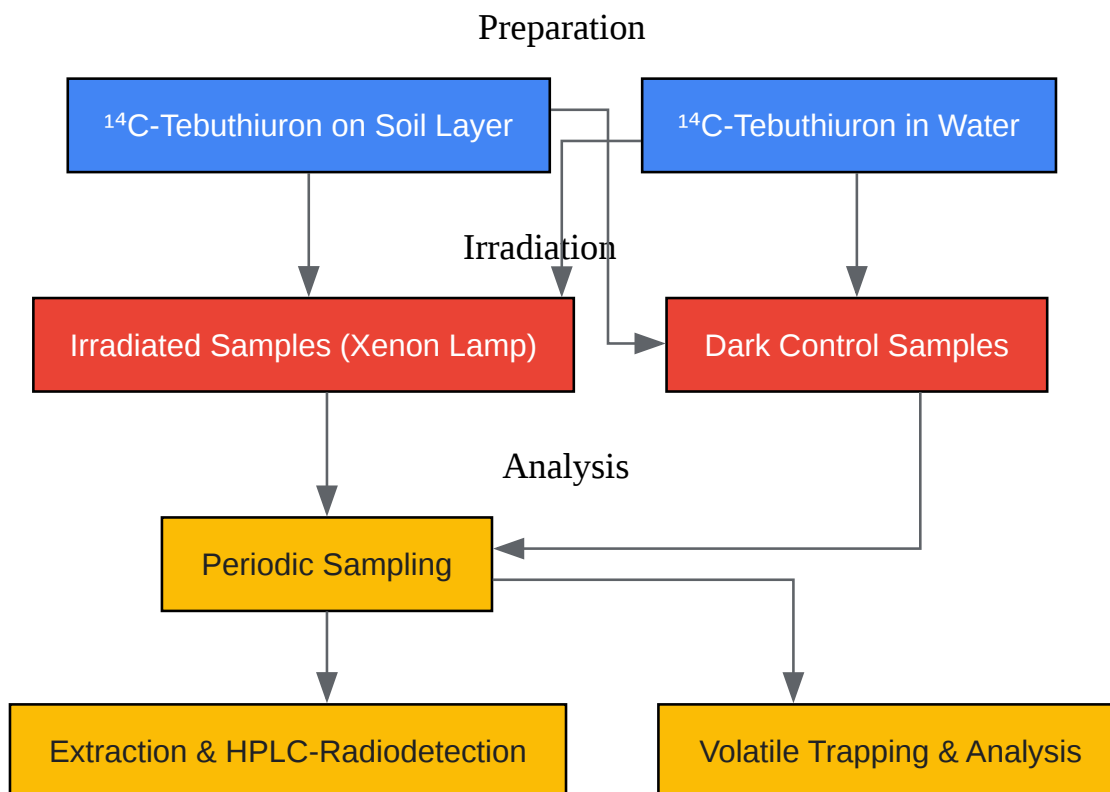 Preparation
¹⁴C-Tebuthiuron on Soil Layer
¹⁴C-Tebuthiuron in Water
Irradiation
Irradiated Samples (Xenon Lamp)
Dark Control Samples
Analysis
Periodic Sampling
Extraction & HPLC-Radiodetection
Volatile Trapping & Analysis